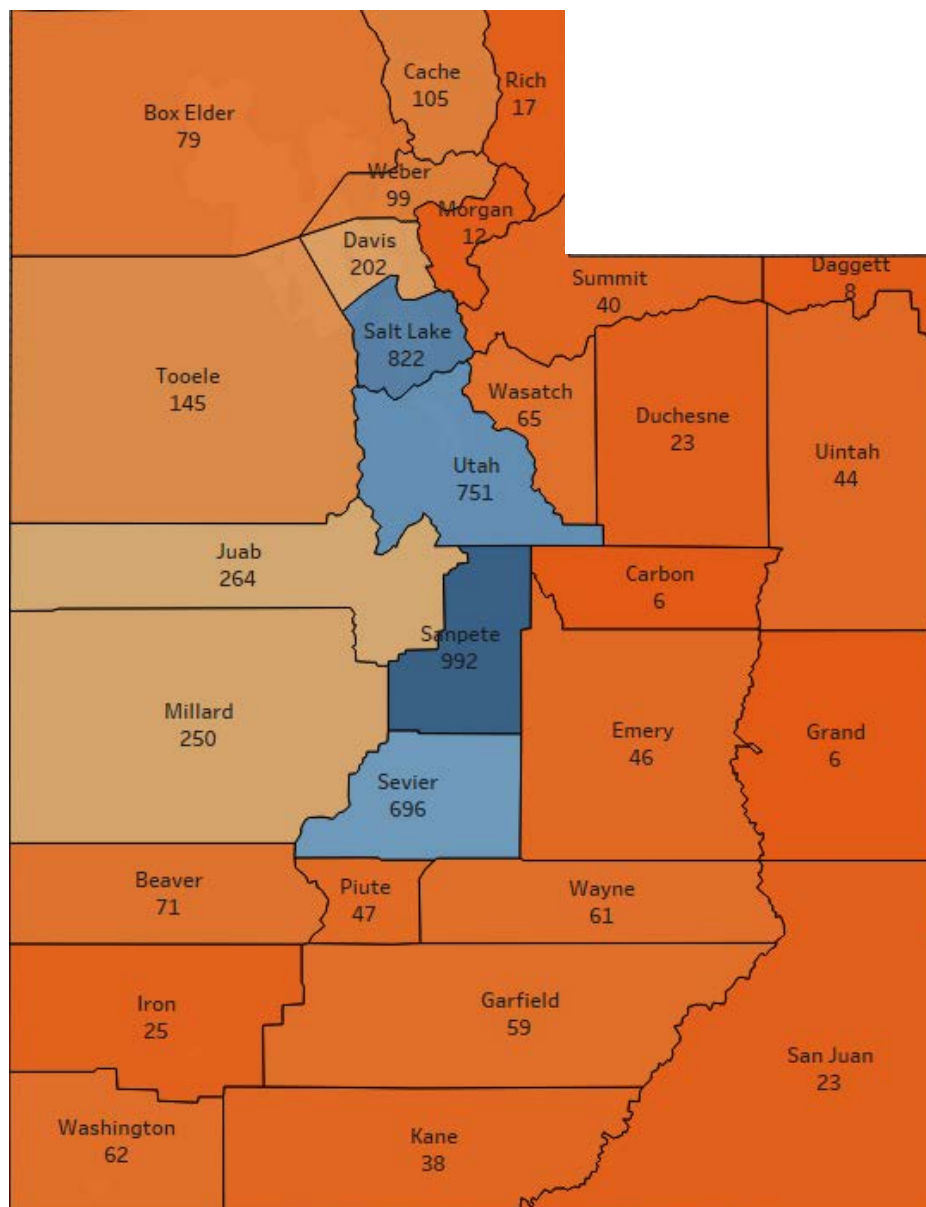 Cache
105
Rich
17
Box Elder
79
Weber
99
Morgan
12
Davis
202
Summit
40
Daggett
8
Salt Lake
822
Tooele
145
Wasatch
65
Duchesne
23
Uintah
44
Utah
751
Juab
264
Carbon
6
Sanpete
992
Millard
250
Emery
46
Grand
6
Sevier
696
Beaver
71
Piute
47
Wayne
61
Iron
25
Garfield
59
San Juan
23
Washington
62
Kane
38